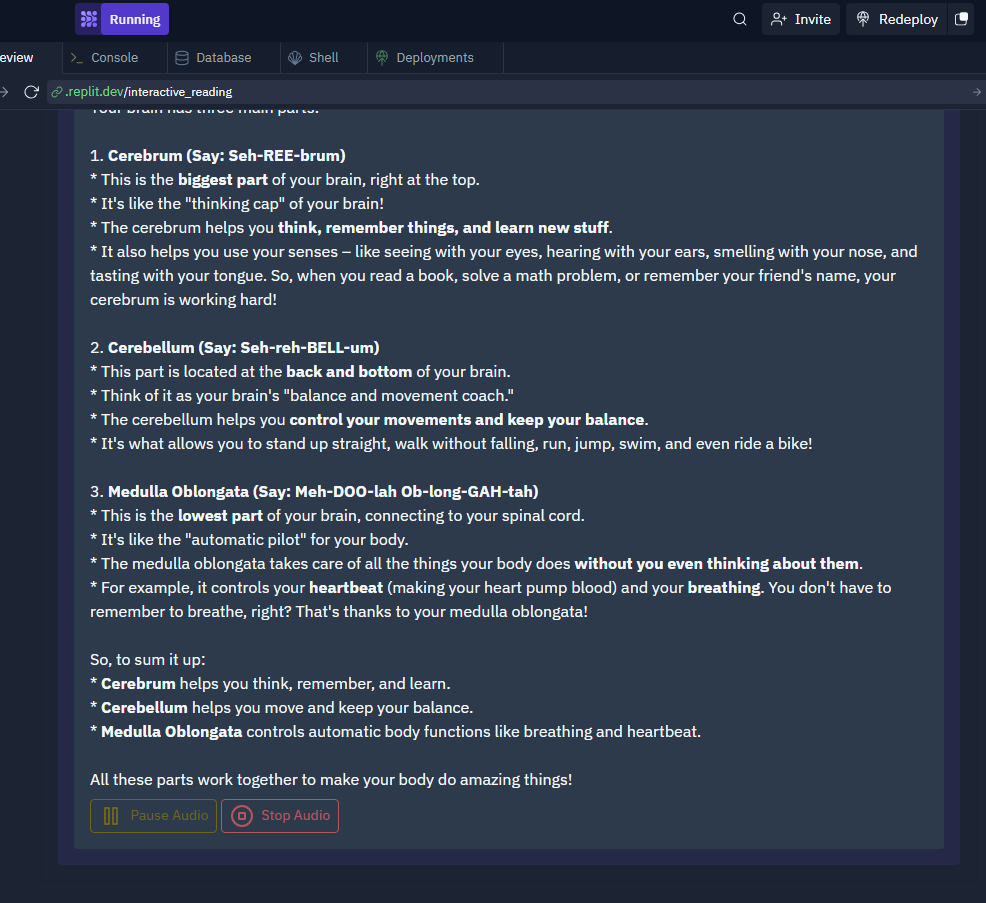 Running
Invite
Redeploy
eview
Console
Database
Shell
Deployments
.replit.dev/interactive_reading
Your brain has three main parts:
1. Cerebrum (Say: Seh-REE-brum)
* This is the biggest part of your brain, right at the top.
* It's like the "thinking cap" of your brain!
* The cerebrum helps you think, remember things, and learn new stuff.
* It also helps you use your senses – like seeing with your eyes, hearing with your ears, smelling with your nose, and
tasting with your tongue. So, when you read a book, solve a math problem, or remember your friend's name, your
cerebrum is working hard!
2. Cerebellum (Say: Seh-reh-BELL-um)
* This part is located at the back and bottom of your brain.
* Think of it as your brain's "balance and movement coach."
* The cerebellum helps you control your movements and keep your balance.
* It's what allows you to stand up straight, walk without falling, run, jump, swim, and even ride a bike!
3. Medulla Oblongata (Say: Meh-DOO-lah Ob-long-GAH-tah)
* This is the lowest part of your brain, connecting to your spinal cord.
* It's like the "automatic pilot" for your body.
* The medulla oblongata takes care of all the things your body does without you even thinking about them.
* For example, it controls your heartbeat (making your heart pump blood) and your breathing. You don't have to
remember to breathe, right? That's thanks to your medulla oblongata!
So, to sum it up:
* Cerebrum helps you think, remember, and learn.
* Cerebellum helps you move and keep your balance.
* Medulla Oblongata controls automatic body functions like breathing and heartbeat.
All these parts work together to make your body do amazing things!
Pause Audio
Stop Audio